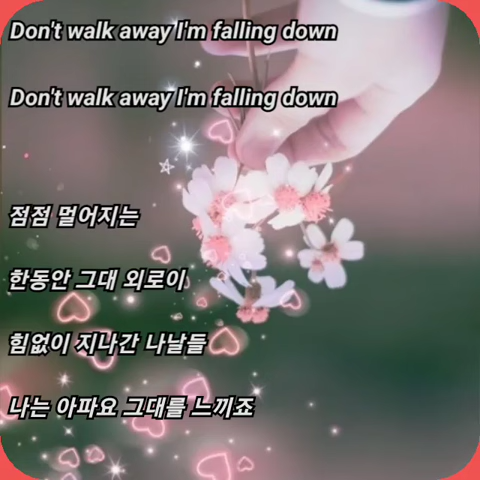 Don't walk away I'm falling down
Don't walk away I'm falling down
점점 멀어지는
한동안 그대 외로이
힘없이 지나간 나날들
나는 아파요 그대를 느끼죠